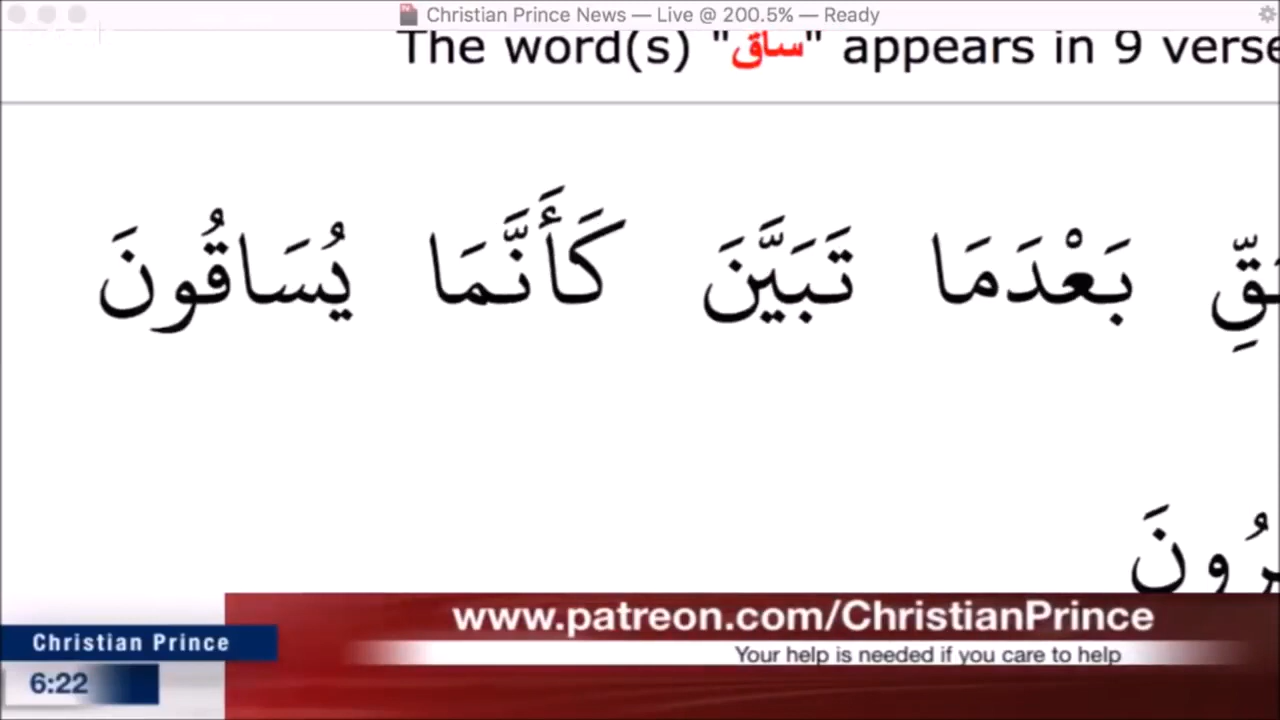 Christian Prince News — Live @ 200.5% — Ready
The word(s) "ساق" appears in 9 verse
بَعْدَمَا تَبَيَّنَ كَأَنَّمَا يُسَاقُونَ
www.patreon.com/ChristianPrince
Your help is needed if you care to help
Christian Prince
6:22